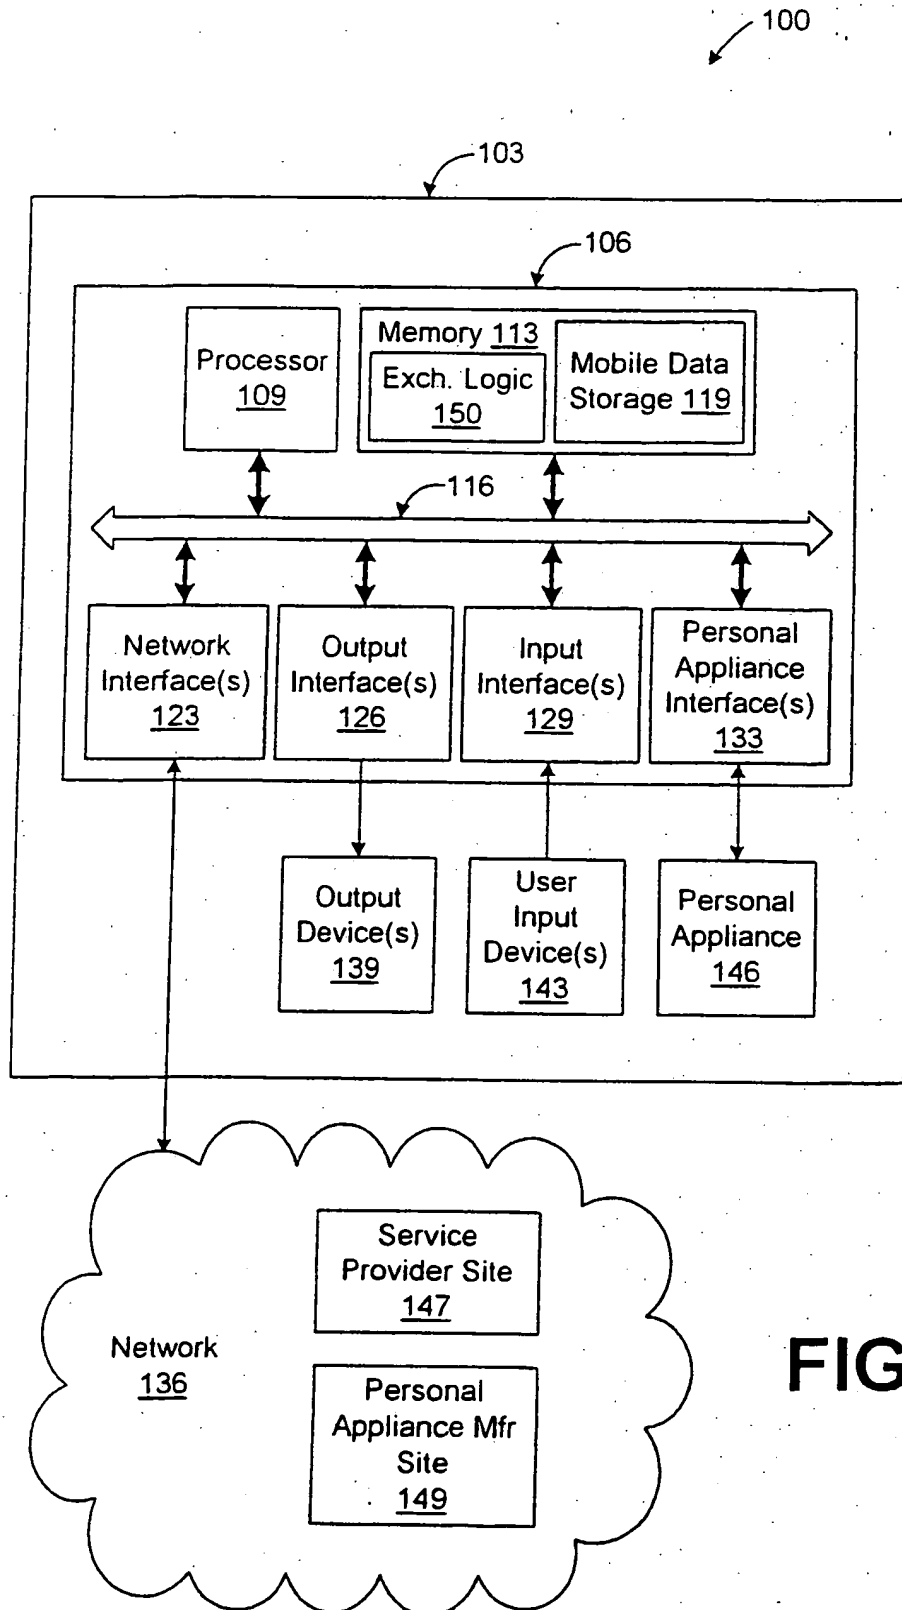 100
103
106
Processor
109
Memory 113
Exch. Logic
150
Mobile Data
Storage 119
116
Network
Interface(s)
123
Output
Interface(s)
126
Input
Interface(s)
129
Personal
Appliance
Interface(s)
133
Output
Device(s)
139
User
Input
Device(s)
143
Personal
Appliance
146
Service
Provider Site
147
Network
136
Personal
Appliance Mfr
Site
149
FIG